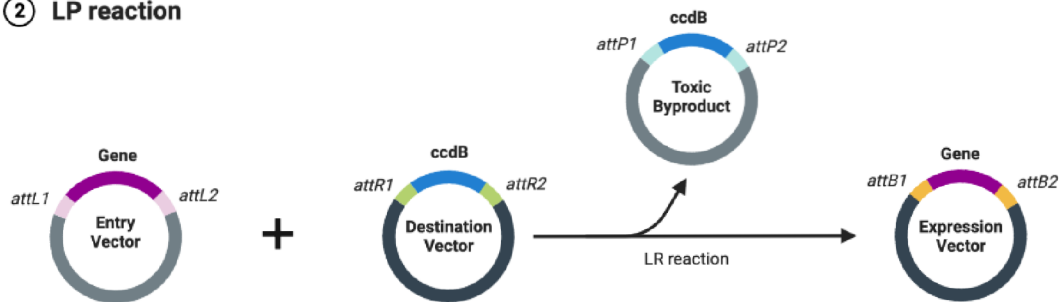 ② LP reaction
ccdB
attP1
attP2
Toxic
Byproduct
Gene
attL1
attL2
Entry
Vector
+
ccdB
attR1
attR2
Destination
Vector
LR reaction
Gene
attB1
attB2
Expression
Vector